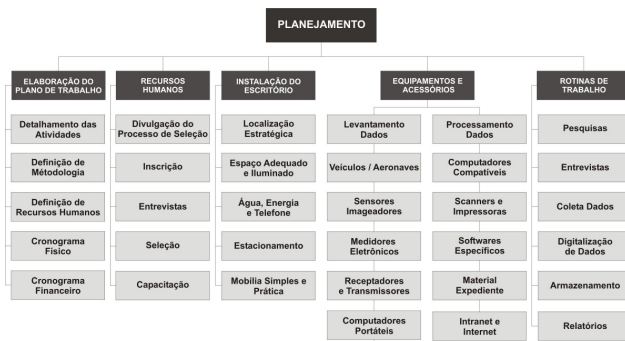 PLANEJAMENTO
ELABORAÇÃO DO
PLANO DE TRABALHO
Detalhamento das
Atividades
Definição de
Métodologia
Definição de
Recursos Humanos
Cronograma
Físico
Cronograma
Financeiro
RECURSOS
HUMANOS
Divulgação do
Processo de Seleção
Inscrição
Entrevistas
Seleção
Capacitação
INSTALAÇÃO DO
ESCRITÓRIO
Localização
Estratégica
Espaço Adequado
e Iluminado
Água, Energia
e Telefone
Estacionamento
Mobilia Simples e
Prática
EQUIPAMENTOS E
ACESSÓRIOS
Levantamento
Dados
Veículos / Aeronaves
Sensores
Imageadores
Medidores
Eletrônicos
Receptadores
e Transmissores
Computadores
Portáteis
Processamento
Dados
Computadores
Compativeis
Scanners e
Impressoras
Softwares
Específicos
Material
Expediente
Intranet e
Internet
ROTINAS DE
TRABALHO
Pesquisas
Entrevistas
Coleta Dados
Digitalização
de Dados
Armazenamento
Relatórios